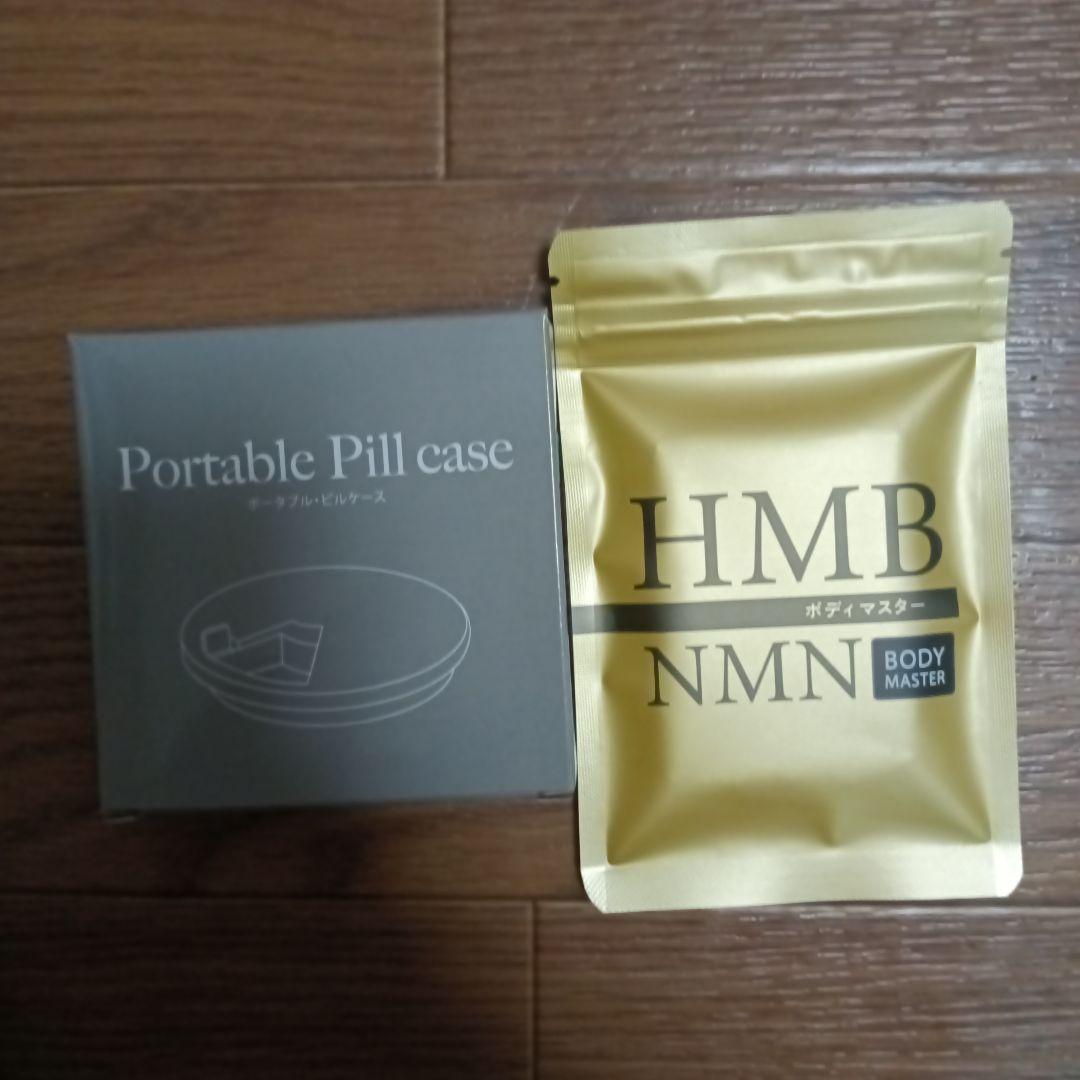 Portable Pill case
ポータブル・ピルケース
HMB
ボディマスター
NMN
BODY
MASTER